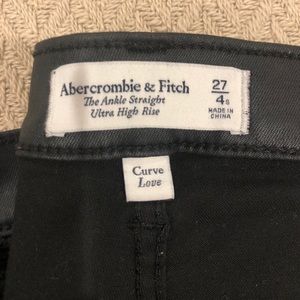 Abercrombie & Fitch
The Ankle Straight
Ultra High Rise
27
4S
MADE IN
CHINA
Curve
Love